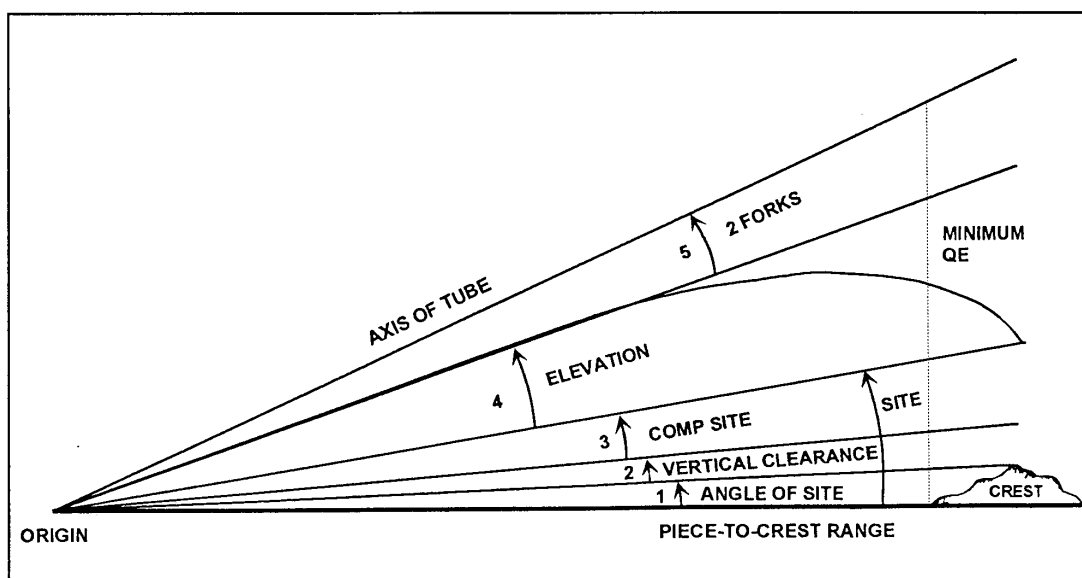 5
2 FORKS
MINIMUM
QE
AXIS OF TUBE
4
ELEVATION
3
COMP SITE
SITE
2
VERTICAL CLEARANCE
1
ANGLE OF SITE
CREST
ORIGIN
PIECE-TO-CREST RANGE